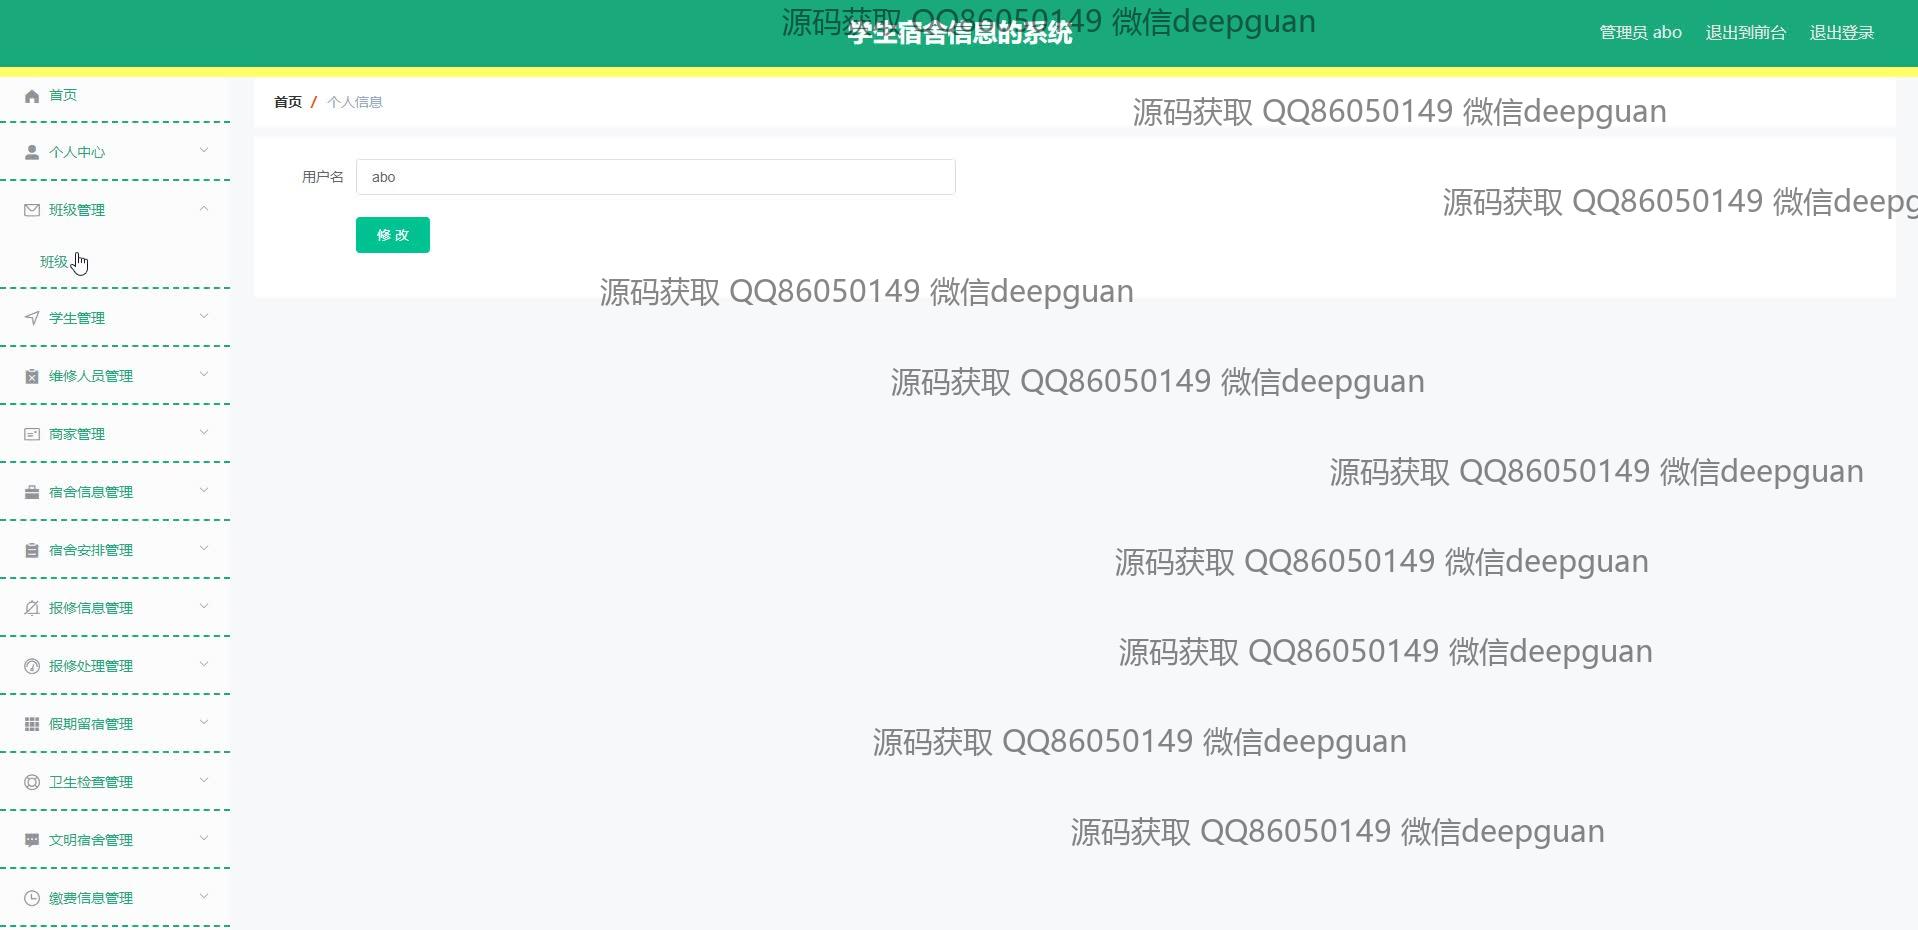 源码获取 QQ86050149 微信deepguan
学生宿舍信息的系统
管理员 abo 退出到前台 退出登录
首页
首页 / 个人信息
源码获取 QQ86050149 微信deepguan
个人中心
用户名 abo
班级管理
源码获取 QQ86050149 微信deepg
修 改
班级
源码获取 QQ86050149 微信deepguan
学生管理
维修人员管理
源码获取 QQ86050149 微信deepguan
商家管理
源码获取 QQ86050149 微信deepguan
宿舍信息管理
宿舍安排管理
源码获取 QQ86050149 微信deepguan
报修信息管理
源码获取 QQ86050149 微信deepguan
报修处理管理
假期留宿管理
源码获取 QQ86050149 微信deepguan
卫生检查管理
源码获取 QQ86050149 微信deepguan
文明宿舍管理
缴费信息管理